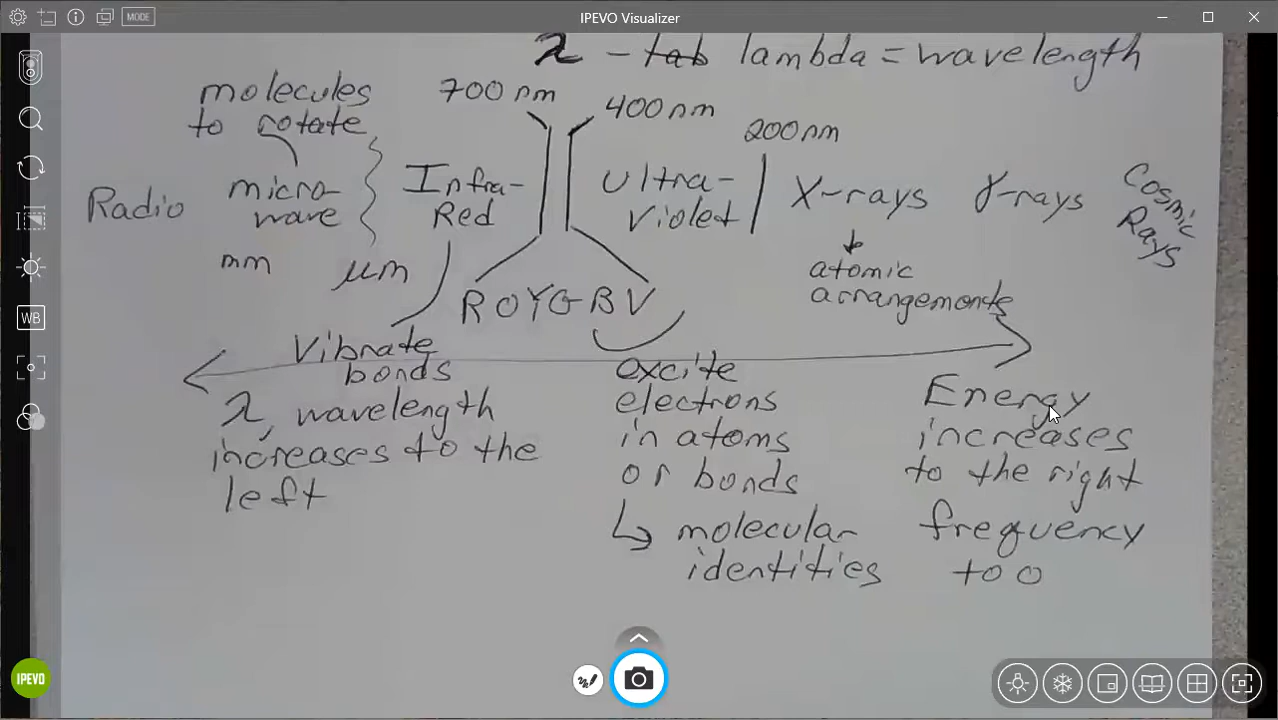 IPEVO Visualizer
MODE
λ - tab lambda = wavelength
molecules
to rotate
700 nm
400 nm
200 nm
Radio
micro-
wave
Infra-
Red
Ultra-
Violet
X-rays
γ-rays
Cosmic
Rays
mm
μm
ROYGBV
atomic
arrangements
Vibrate
bonds
λ, wavelength
increases to the
left
excite
electrons
in atoms
or bonds
↳ molecular
identities
Energy
increases
to the right
frequency
too
WB
IPEVO